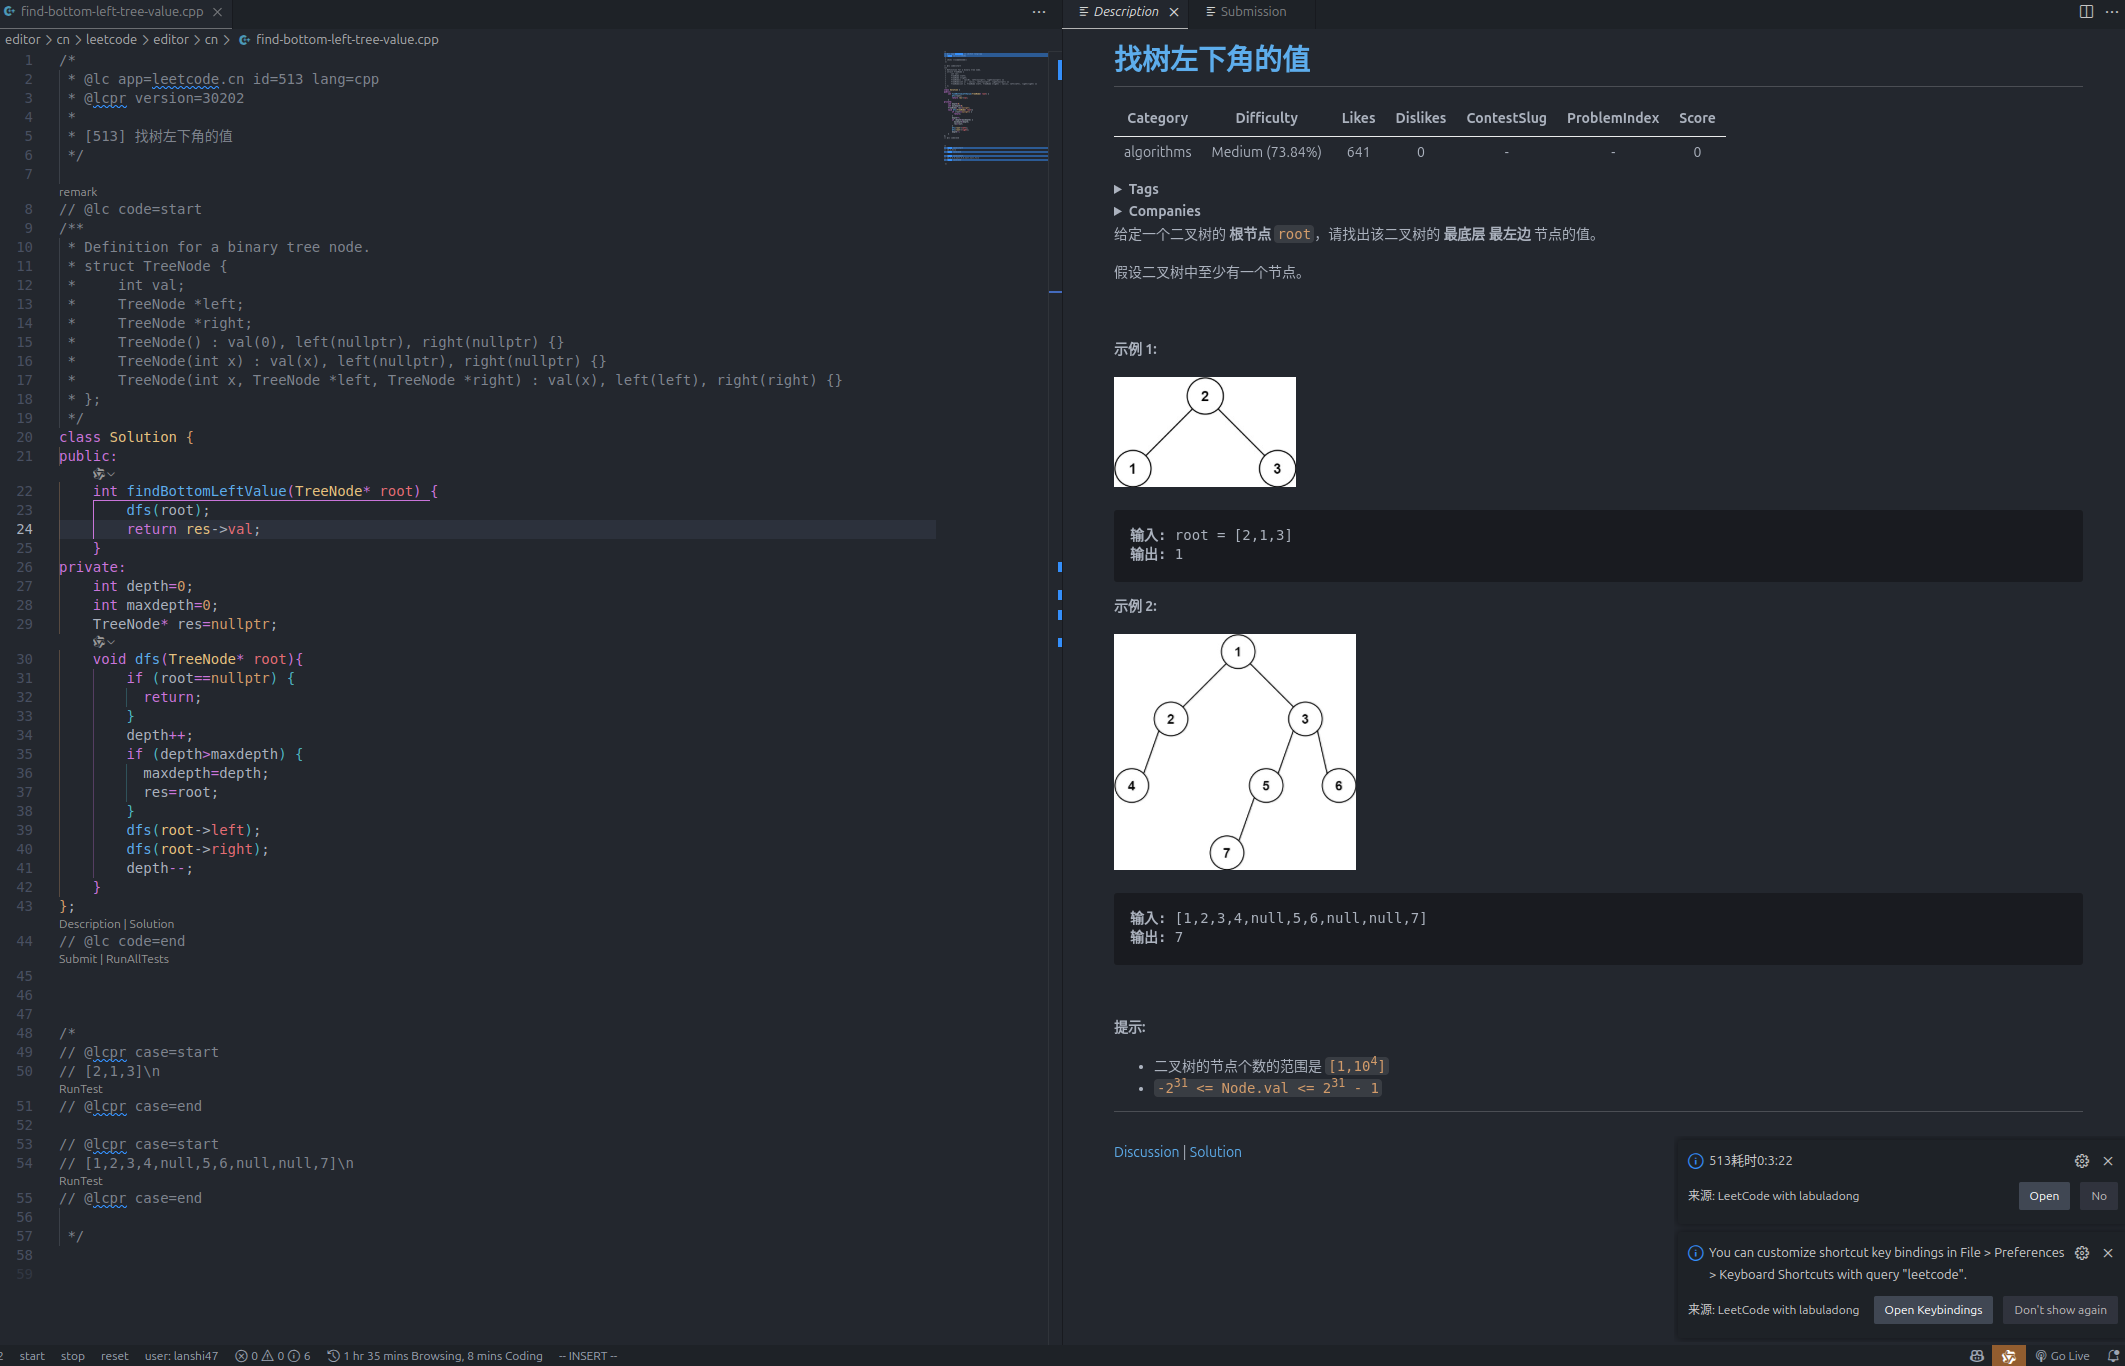 find-bottom-left-tree-value.cpp
editor > cn > leetcode > editor > cn > find-bottom-left-tree-value.cpp
1 /*
2 * @lc app=leetcode.cn id=513 lang=cpp
3 * @lcpr version=30202
4 *
5 * [513] 找树左下角的值
6 */
7
remark
8 // @lc code=start
9 /**
10 * Definition for a binary tree node.
11 * struct TreeNode {
12 *     int val;
13 *     TreeNode *left;
14 *     TreeNode *right;
15 *     TreeNode() : val(0), left(nullptr), right(nullptr) {}
16 *     TreeNode(int x) : val(x), left(nullptr), right(nullptr) {}
17 *     TreeNode(int x, TreeNode *left, TreeNode *right) : val(x), left(left), right(right) {}
18 * };
19 */
20 class Solution {
21 public:
22     int findBottomLeftValue(TreeNode* root) {
23         dfs(root);
24         return res->val;
25     }
26 private:
27     int depth=0;
28     int maxdepth=0;
29     TreeNode* res=nullptr;
30     void dfs(TreeNode* root){
31         if (root==nullptr) {
32           return;
33         }
34         depth++;
35         if (depth>maxdepth) {
36           maxdepth=depth;
37           res=root;
38         }
39         dfs(root->left);
40         dfs(root->right);
41         depth--;
42     }
43 };
Description | Solution
44 // @lc code=end
Submit | RunAllTests
45
46
47
48 /*
49 // @lcpr case=start
50 // [2,1,3]\n
RunTest
51 // @lcpr case=end
52
53 // @lcpr case=start
54 // [1,2,3,4,null,5,6,null,null,7]\n
RunTest
55 // @lcpr case=end
56
57 */
58
59
Description
Submission
找树左下角的值
Category Difficulty Likes Dislikes ContestSlug ProblemIndex Score
algorithms Medium (73.84%) 641 0 - - 0
Tags
Companies
给定一个二叉树的 根节点 root，请找出该二叉树的 最底层 最左边 节点的值。
假设二叉树中至少有一个节点。
示例 1:
2
1 3
输入: root = [2,1,3]
输出: 1
示例 2:
1
2 3
4 5 6
7
输入: [1,2,3,4,null,5,6,null,null,7]
输出: 7
提示:
• 二叉树的节点个数的范围是 [1,10⁴]
• -2³¹ <= Node.val <= 2³¹ - 1
Discussion | Solution
513耗时0:3:22
来源: LeetCode with labuladong
Open No
You can customize shortcut key bindings in File > Preferences
> Keyboard Shortcuts with query "leetcode".
来源: LeetCode with labuladong
Open Keybindings Don't show again
start stop reset user: lanshi47 0 0 6 1 hr 35 mins Browsing, 8 mins Coding -- INSERT -- Go Live